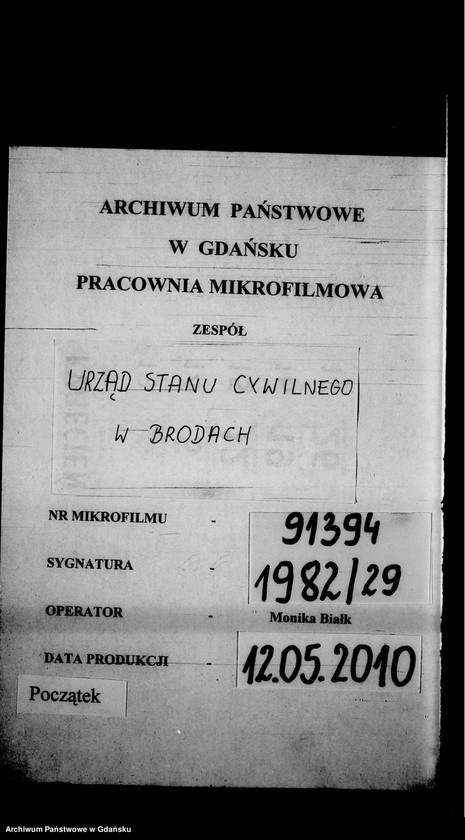 ARCHIWUM PAŃSTWOWE
W GDAŃSKU
PRACOWNIA MIKROFILMOWA
ZESPÓŁ
URZĄD STANU CYWILNEGO
W BRODACH
NR MIKROFILMU - 91394
SYGNATURA - 1982/29
OPERATOR - Monika Białk
DATA PRODUKCJI - 12.05.2010
Początek
Archiwum Państwowe w Gdańsku